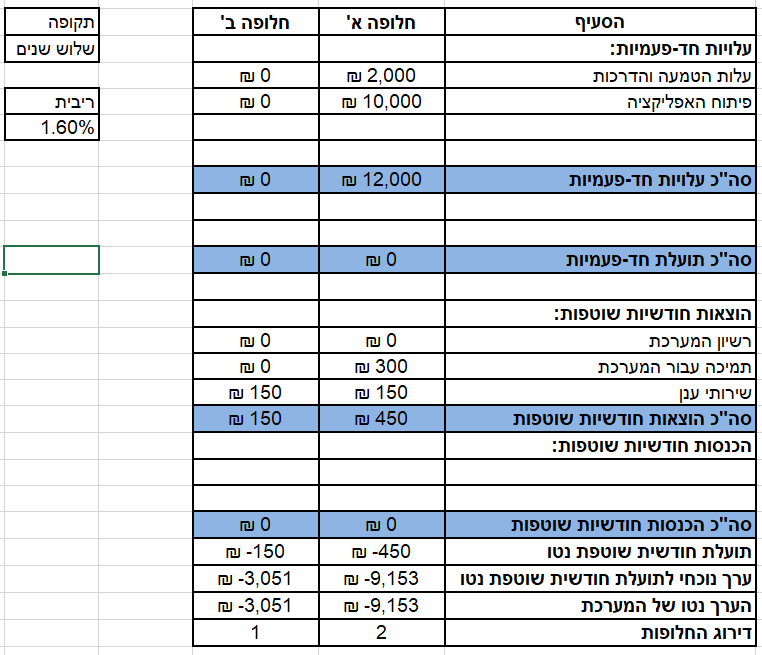 הסעיף חלופה א' חלופה ב' תקופה
עלויות חד-פעמיות: שלוש שנים
עלות הטמעה והדרכות 2,000 ₪ 0 ₪
פיתוח האפליקציה 10,000 ₪ 0 ₪ ריבית
1.60%
סה"כ עלויות חד-פעמיות 12,000 ₪ 0 ₪
סה"כ תועלת חד-פעמיות 0 ₪ 0 ₪
הוצאות חודשיות שוטפות:
רשיון המערכת 0 ₪ 0 ₪
תמיכה עבור המערכת 300 ₪ 0 ₪
שירותי ענן 150 ₪ 150 ₪
סה"כ הוצאות חודשיות שוטפות 450 ₪ 150 ₪
הכנסות חודשיות שוטפות:
סה"כ הכנסות חודשיות שוטפות 0 ₪ 0 ₪
תועלת חודשית שוטפת נטו -450 ₪ -150 ₪
ערך נוכחי לתועלת חודשית שוטפת נטו -9,153 ₪ -3,051 ₪
הערך נטו של המערכת -9,153 ₪ -3,051 ₪
דירוג החלופות 2 1